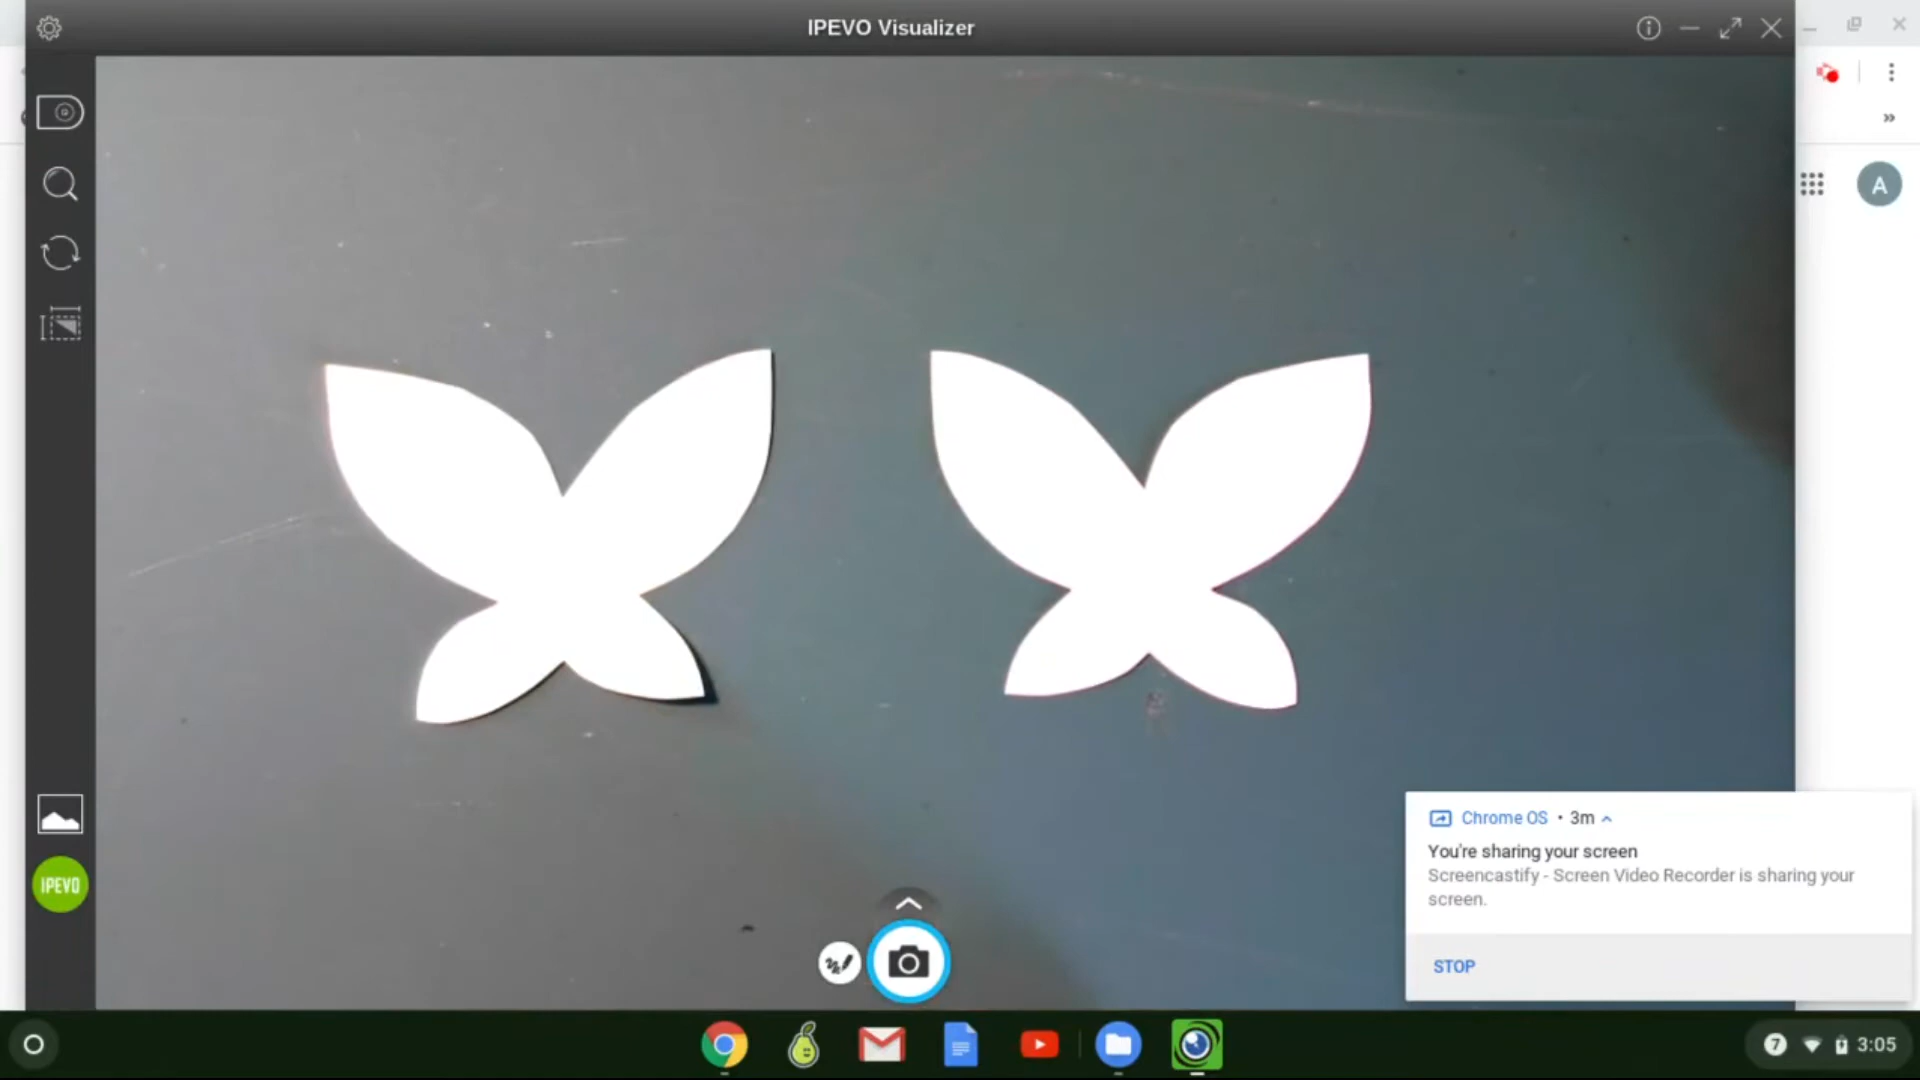 IPEVO Visualizer
A
Chrome OS • 3m
You're sharing your screen
Screencastify - Screen Video Recorder is sharing your
screen.
STOP
IPEVO
7
3:05